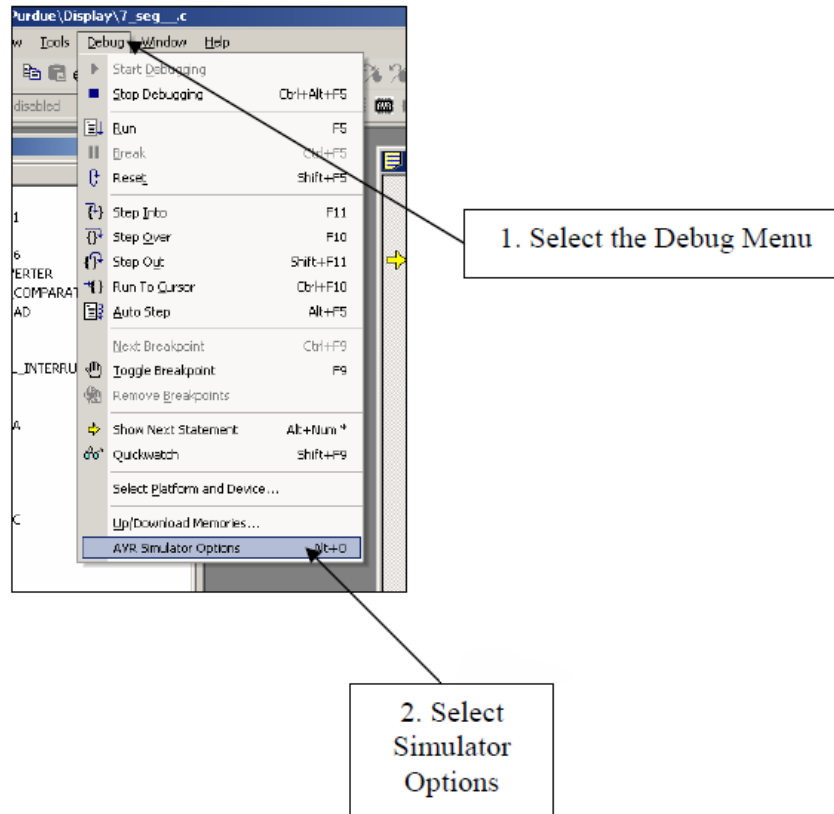 Purdue\Display\7_seg__.c
w Tools Debug Window Help
Start Debugging
Stop Debugging Ctrl+Alt+F5
disabled
Run F5
Break Ctrl+F5
Reset Shift+F5
1
Step Into F11
1. Select the Debug Menu
Step Over F10
6
Step Out Shift+F11
VERTER
Run To Cursor Ctrl+F10
_COMPARAT
Auto Step Alt+F5
AD
Next Breakpoint Ctrl+F9
L_INTERRU
Toggle Breakpoint F9
Remove Breakpoints
A
Show Next Statement Alt+Num *
Quickwatch Shift+F9
Select Platform and Device...
C
Up/Download Memories...
AVR Simulator Options Alt+O
2. Select
Simulator
Options